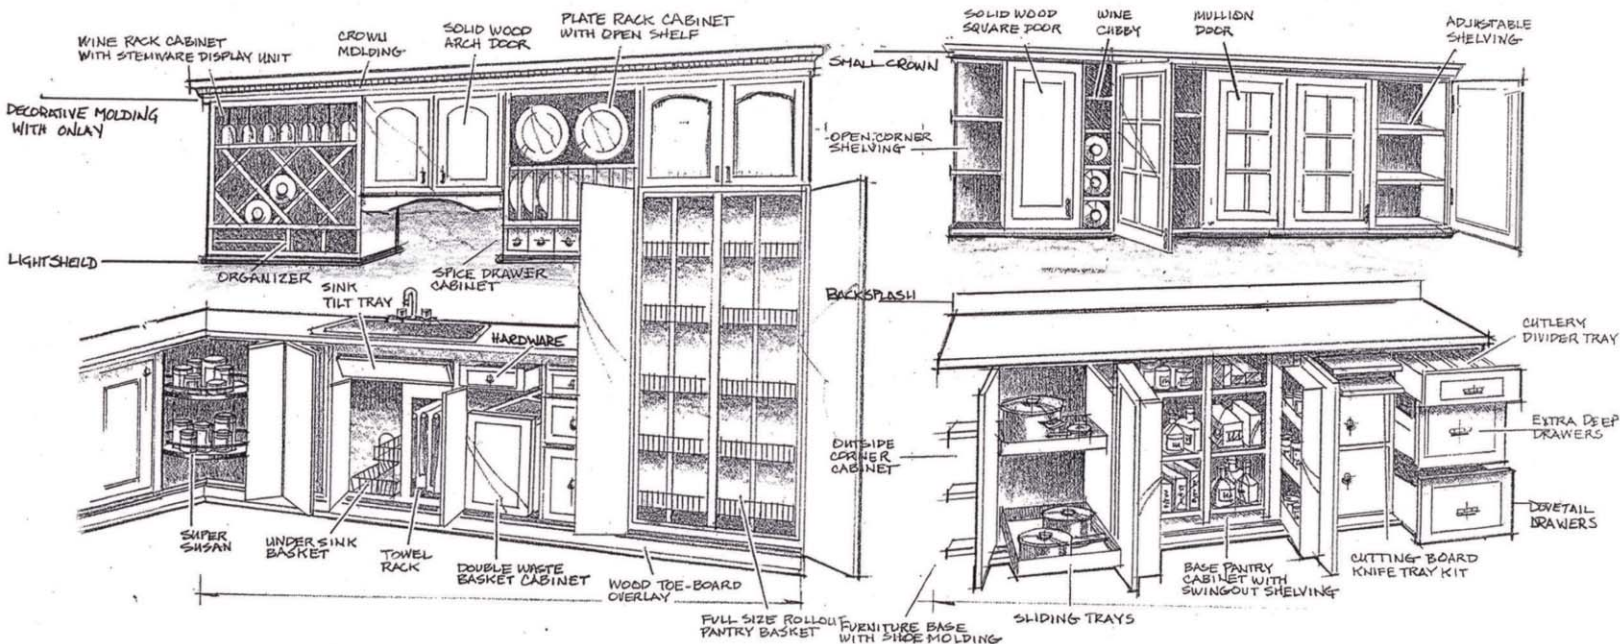 WINE RACK CABINET
WITH STEMWARE DISPLAY UNIT
CROWN
MOLDING
SOLID WOOD
ARCH DOOR
PLATE RACK CABINET
WITH OPEN SHELF
DECORATIVE MOLDING
WITH ONLAY
LIGHTSHEILD
ORGANIZER
SPICE DRAWER
CABINET
SINK
TILT TRAY
HARDWARE
SUPER
SUSAN
UNDER SINK
BASKET
TOWEL
RACK
DOUBLE WASTE
BASKET CABINET
WOOD TOE-BOARD
OVERLAY
FULL SIZE ROLLOUT
PANTRY BASKET
SMALL CROWN
SOLID WOOD
SQUARE DOOR
WINE
CUBBY
MULLION
DOOR
ADJUSTABLE
SHELVING
OPEN CORNER
SHELVING
BACKSPLASH
CUTLERY
DIVIDER TRAY
OUTSIDE
CORNER
CABINET
EXTRA DEEP
DRAWERS
DOVETAIL
DRAWERS
CUTTING BOARD
KNIFE TRAY KIT
BASE PANTRY
CABINET WITH
SWINGOUT SHELVING
SLIDING TRAYS
FURNITURE BASE
WITH SHOE MOLDING